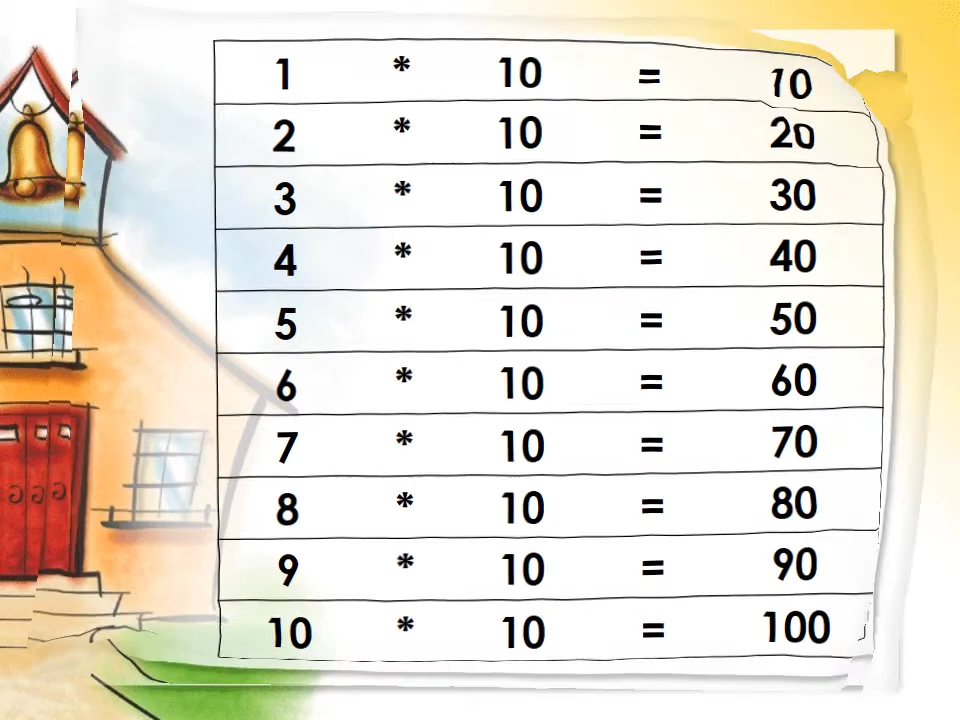 1 * 10 = 10
2 * 10 = 20
3 * 10 = 30
4 * 10 = 40
5 * 10 = 50
6 * 10 = 60
7 * 10 = 70
8 * 10 = 80
9 * 10 = 90
10 * 10 = 100